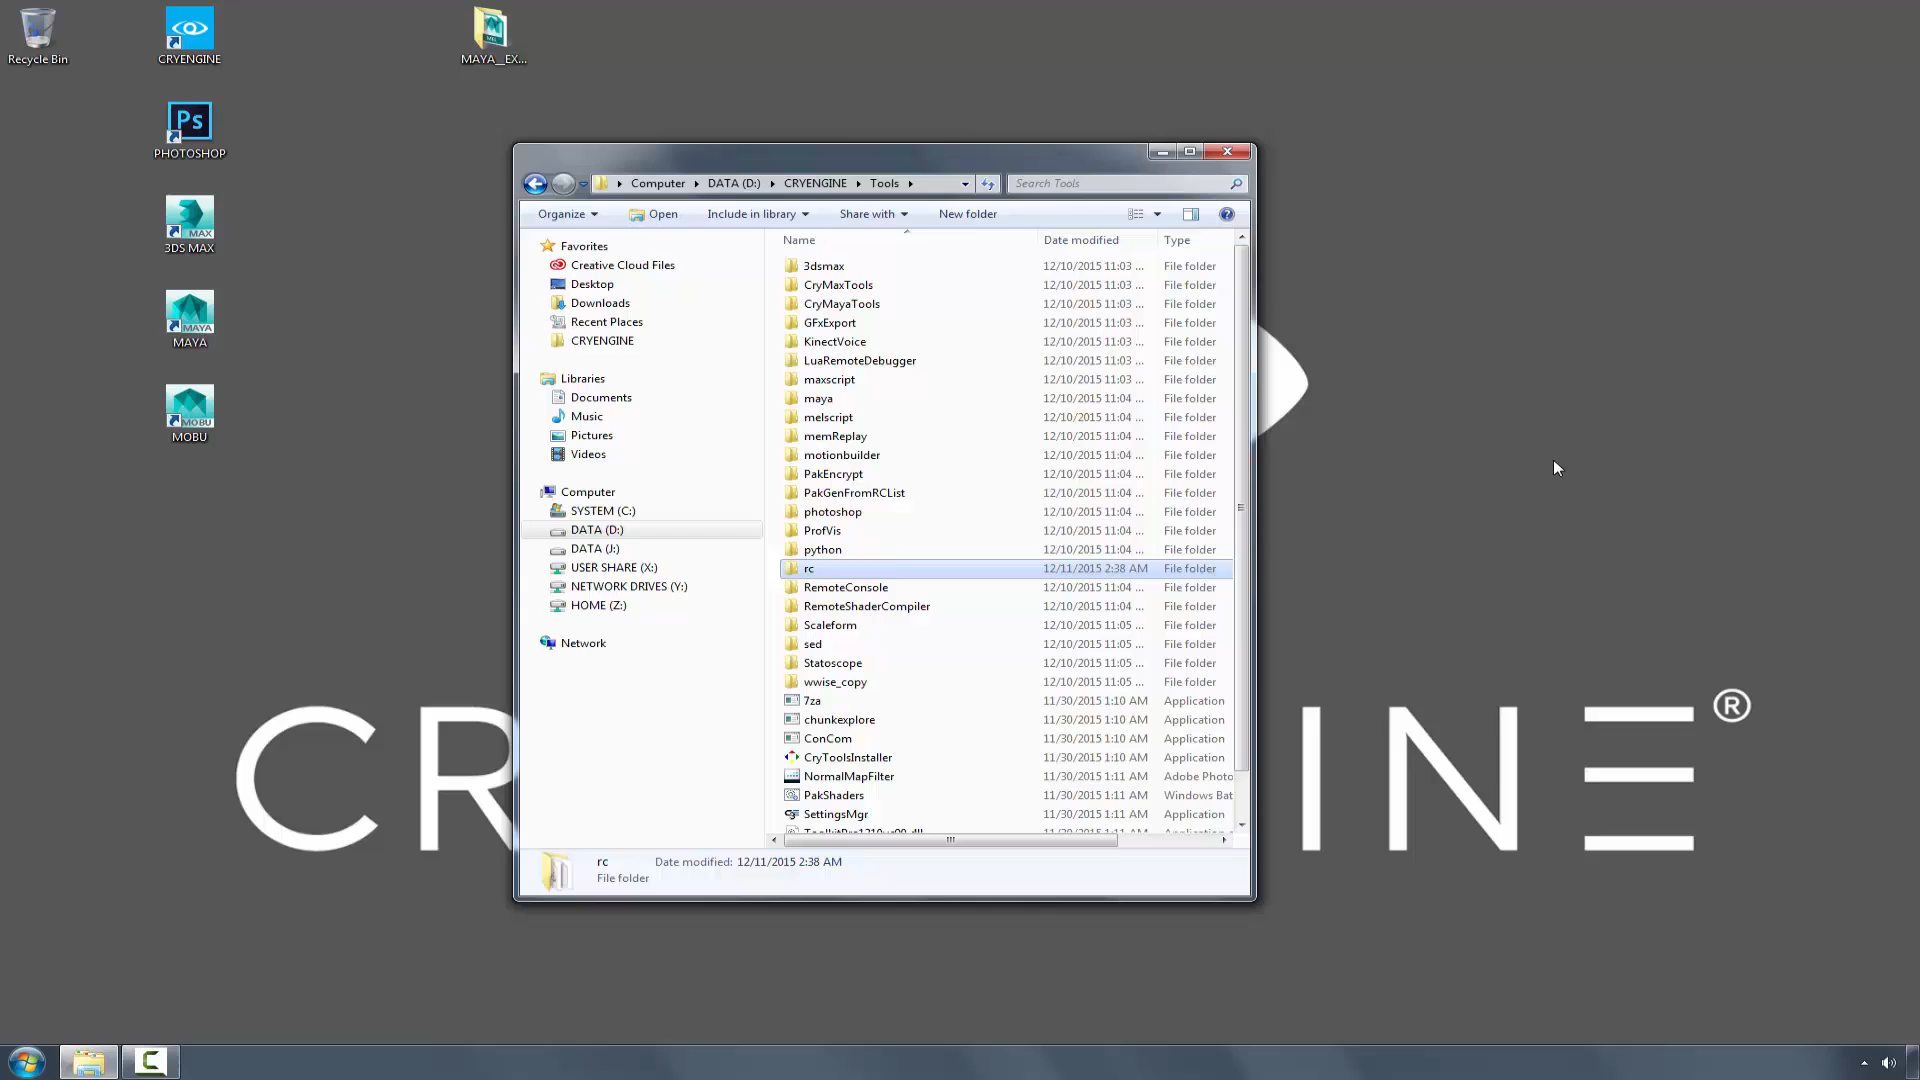 Recycle Bin
CRYENGINE
MAYA_EX...
Ps
PHOTOSHOP
MAX
3DS MAX
MAYA
MAYA
MOBU
MOBU
Computer DATA (D:) CRYENGINE Tools
Search Tools
Organize Open Include in library Share with New folder
Favorites
Creative Cloud Files
Desktop
Downloads
Recent Places
CRYENGINE
Libraries
Documents
Music
Pictures
Videos
Computer
SYSTEM (C:)
DATA (D:)
DATA (J:)
USER SHARE (X:)
NETWORK DRIVES (Y:)
HOME (Z:)
Network
Name Date modified Type
3dsmax 12/10/2015 11:03 ... File folder
CryMaxTools 12/10/2015 11:03 ... File folder
CryMayaTools 12/10/2015 11:03 ... File folder
GFxExport 12/10/2015 11:03 ... File folder
KinectVoice 12/10/2015 11:03 ... File folder
LuaRemoteDebugger 12/10/2015 11:03 ... File folder
maxscript 12/10/2015 11:03 ... File folder
maya 12/10/2015 11:04 ... File folder
melscript 12/10/2015 11:04 ... File folder
memReplay 12/10/2015 11:04 ... File folder
motionbuilder 12/10/2015 11:04 ... File folder
PakEncrypt 12/10/2015 11:04 ... File folder
PakGenFromRCList 12/10/2015 11:04 ... File folder
photoshop 12/10/2015 11:04 ... File folder
ProfVis 12/10/2015 11:04 ... File folder
python 12/10/2015 11:04 ... File folder
rc 12/11/2015 2:38 AM File folder
RemoteConsole 12/10/2015 11:04 ... File folder
RemoteShaderCompiler 12/10/2015 11:04 ... File folder
Scaleform 12/10/2015 11:05 ... File folder
sed 12/10/2015 11:05 ... File folder
Statoscope 12/10/2015 11:05 ... File folder
wwise_copy 12/10/2015 11:05 ... File folder
7za 11/30/2015 1:10 AM Application
chunkexplore 11/30/2015 1:10 AM Application
ConCom 11/30/2015 1:10 AM Application
CryToolsInstaller 11/30/2015 1:10 AM Application
NormalMapFilter 11/30/2015 1:11 AM Adobe Photo
PakShaders 11/30/2015 1:11 AM Windows Bat
SettingsMgr 11/30/2015 1:11 AM Application
rc Date modified: 12/11/2015 2:38 AM
File folder
CR INE®